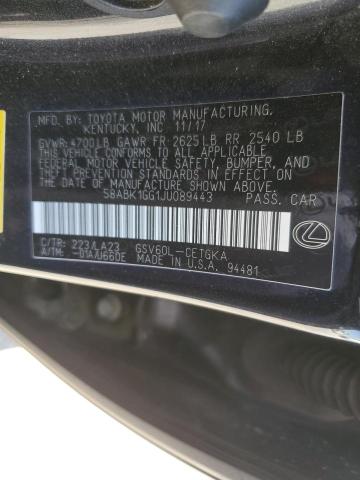 MFD. BY: TOYOTA MOTOR MANUFACTURING,
KENTUCKY, INC 11/17
GVWR: 4700LB GAWR FR: 2625LB RR 2540 LB
THIS VEHICLE CONFORMS TO ALL APPLICABLE
FEDERAL MOTOR VEHICLE SAFETY, BUMPER, AND
THEFT PREVENTION STANDARDS IN EFFECT ON
THE DATE OF MANUFACTURE SHOWN ABOVE.
58ABK1GG1JU089443 PASS. CAR
C/TR: 223/LA23 GSV60L-CETGKA
A/TM: -01A/U660E MADE IN U.S.A. 94481